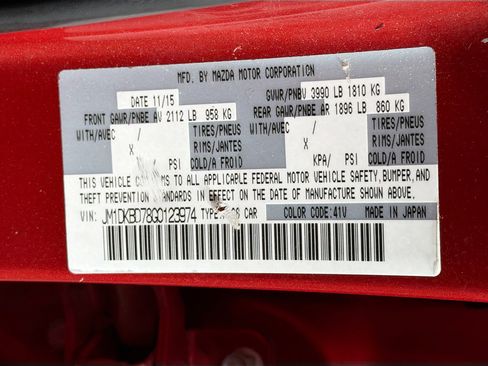 MFD. BY MAZDA MOTOR CORPORATION
DATE 11/15
GVWR/PNBV 3990 LB 1810 KG
FRONT GAWR/PNBE AV 2112 LB 958 KG
REAR GAWR/PNBE AR 1896 LB 860 KG
WITH/AVEC / TIRES/PNEUS
WITH/AVEC / TIRES/PNEUS
X RIMS/JANTES
X RIMS/JANTES
/ PSI COLD/A FROID
KPA/ PSI COLD/A FROID
THIS VEHICLE TO ALL APPLICABLE FEDERAL MOTOR VEHICLE SAFETY, BUMPER,
AND THEFT PREVENTION STANDARDS IN EFFECT ON THE DATE OF MANUFACTURE SHOWN ABOVE.
VIN: JM1DKBD78G0123974 CAR COLOR CODE:41V MADE IN JAPAN